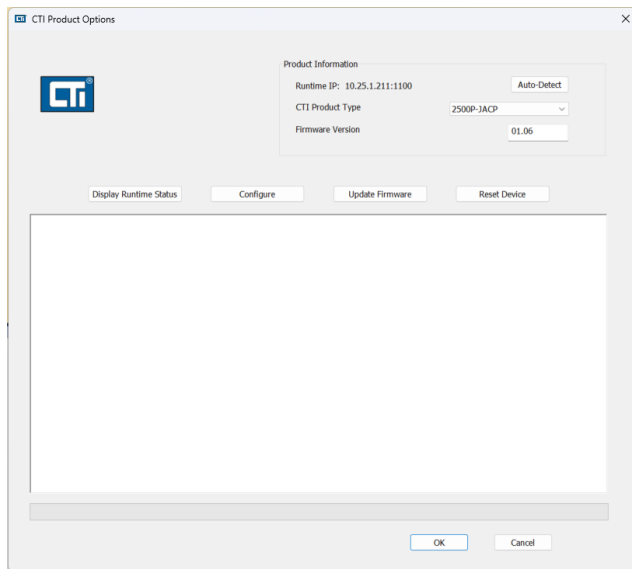 CTI Product Options
CTi®
Product Information
Runtime IP: 10.25.1.211:1100
Auto-Detect
CTI Product Type
2500P-JACP
Firmware Version
01.06
Display Runtime Status
Configure
Update Firmware
Reset Device
OK
Cancel